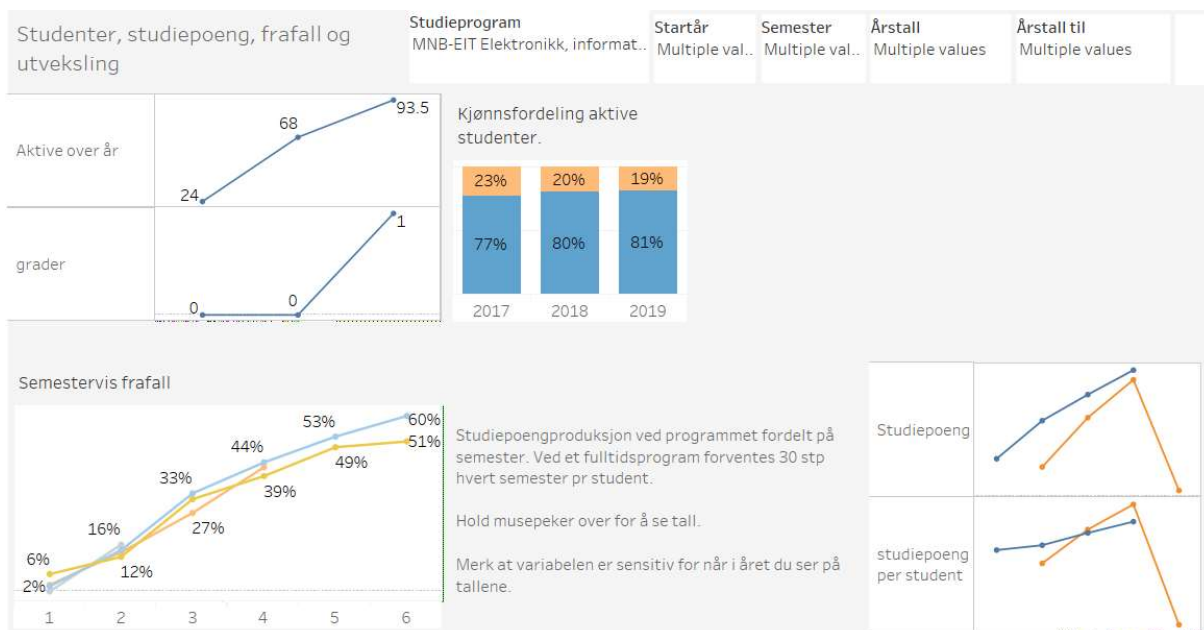 Studenter, studiepoeng, frafall og
utveksling
Studieprogram
MNB-EIT Elektronikk, informat..
Startår
Multiple val..
Semester
Multiple val..
Årstall
Multiple values
Årstall til
Multiple values
Aktive over år
24
68
93.5
grader
0
0
1
Kjønnsfordeling aktive
studenter.
23%
20%
19%
77%
80%
81%
2017
2018
2019
Semestervis frafall
60%
53%
51%
44%
49%
39%
33%
27%
16%
12%
6%
2%
1
2
3
4
5
6
Studiepoengproduksjon ved programmet fordelt på
semester. Ved et fulltidsprogram forventes 30 stp
hvert semester pr student.
Hold musepeker over for å se tall.
Merk at variabelen er sensitiv for når i året du ser på
tallene.
Studiepoeng
studiepoeng
per student